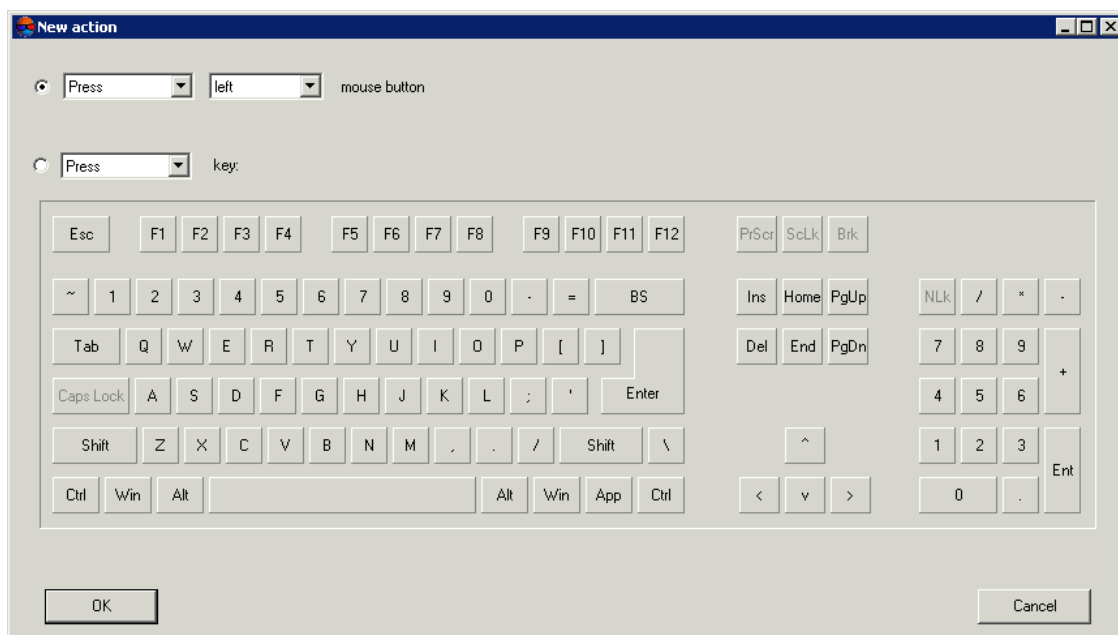 New action
Press left mouse button
Press key:
Esc F1 F2 F3 F4 F5 F6 F7 F8 F9 F10 F11 F12 PrScr ScLk Brk
~ 1 2 3 4 5 6 7 8 9 0 - = BS Ins Home PgUp NLk / * -
Tab Q W E R T Y U I O P [ ] Del End PgDn 7 8 9 +
Caps Lock A S D F G H J K L ; ' Enter 4 5 6
Shift Z X C V B N M , . / Shift \ ^ 1 2 3 Ent
Ctrl Win Alt Alt Win App Ctrl < v > 0 .
OK Cancel